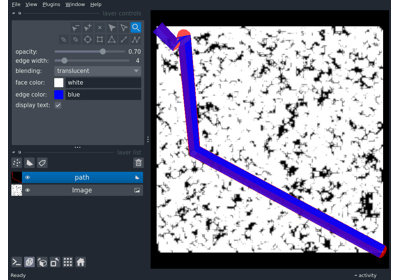 File View Plugins Window Help
layer controls
opacity: 0.70
edge width: 4
blending: translucent
face color: white
edge color: blue
display text:
layer list
path
Image
Ready
activity